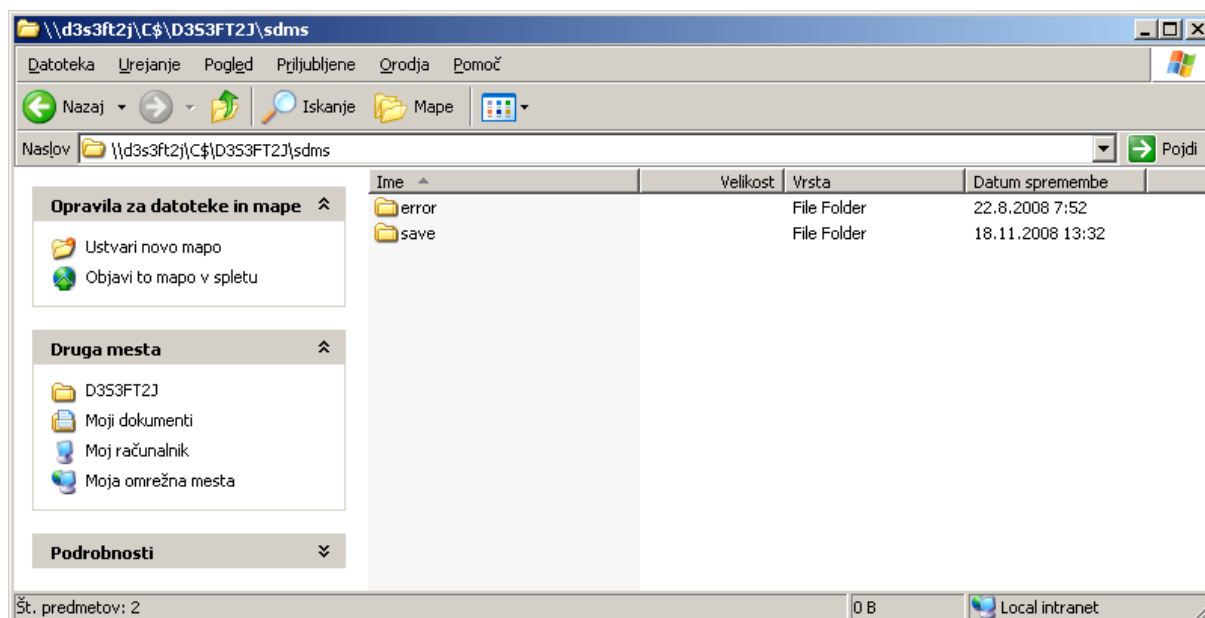 \\d3s3ft2j\C$\D3S3FT2J\sdms
Datoteka Urejanje Pogled Priljubljene Orodja Pomoč
Nazaj Iskanje Mape
Naslov \\d3s3ft2j\C$\D3S3FT2J\sdms Pojdi
Ime Velikost Vrsta Datum spremembe
error File Folder 22.8.2008 7:52
save File Folder 18.11.2008 13:32
Opravila za datoteke in mape
Ustvari novo mapo
Objavi to mapo v spletu
Druga mesta
D3S3FT2J
Moji dokumenti
Moj računalnik
Moja omrežna mesta
Podrobnosti
Št. predmetov: 2 0 B Local intranet